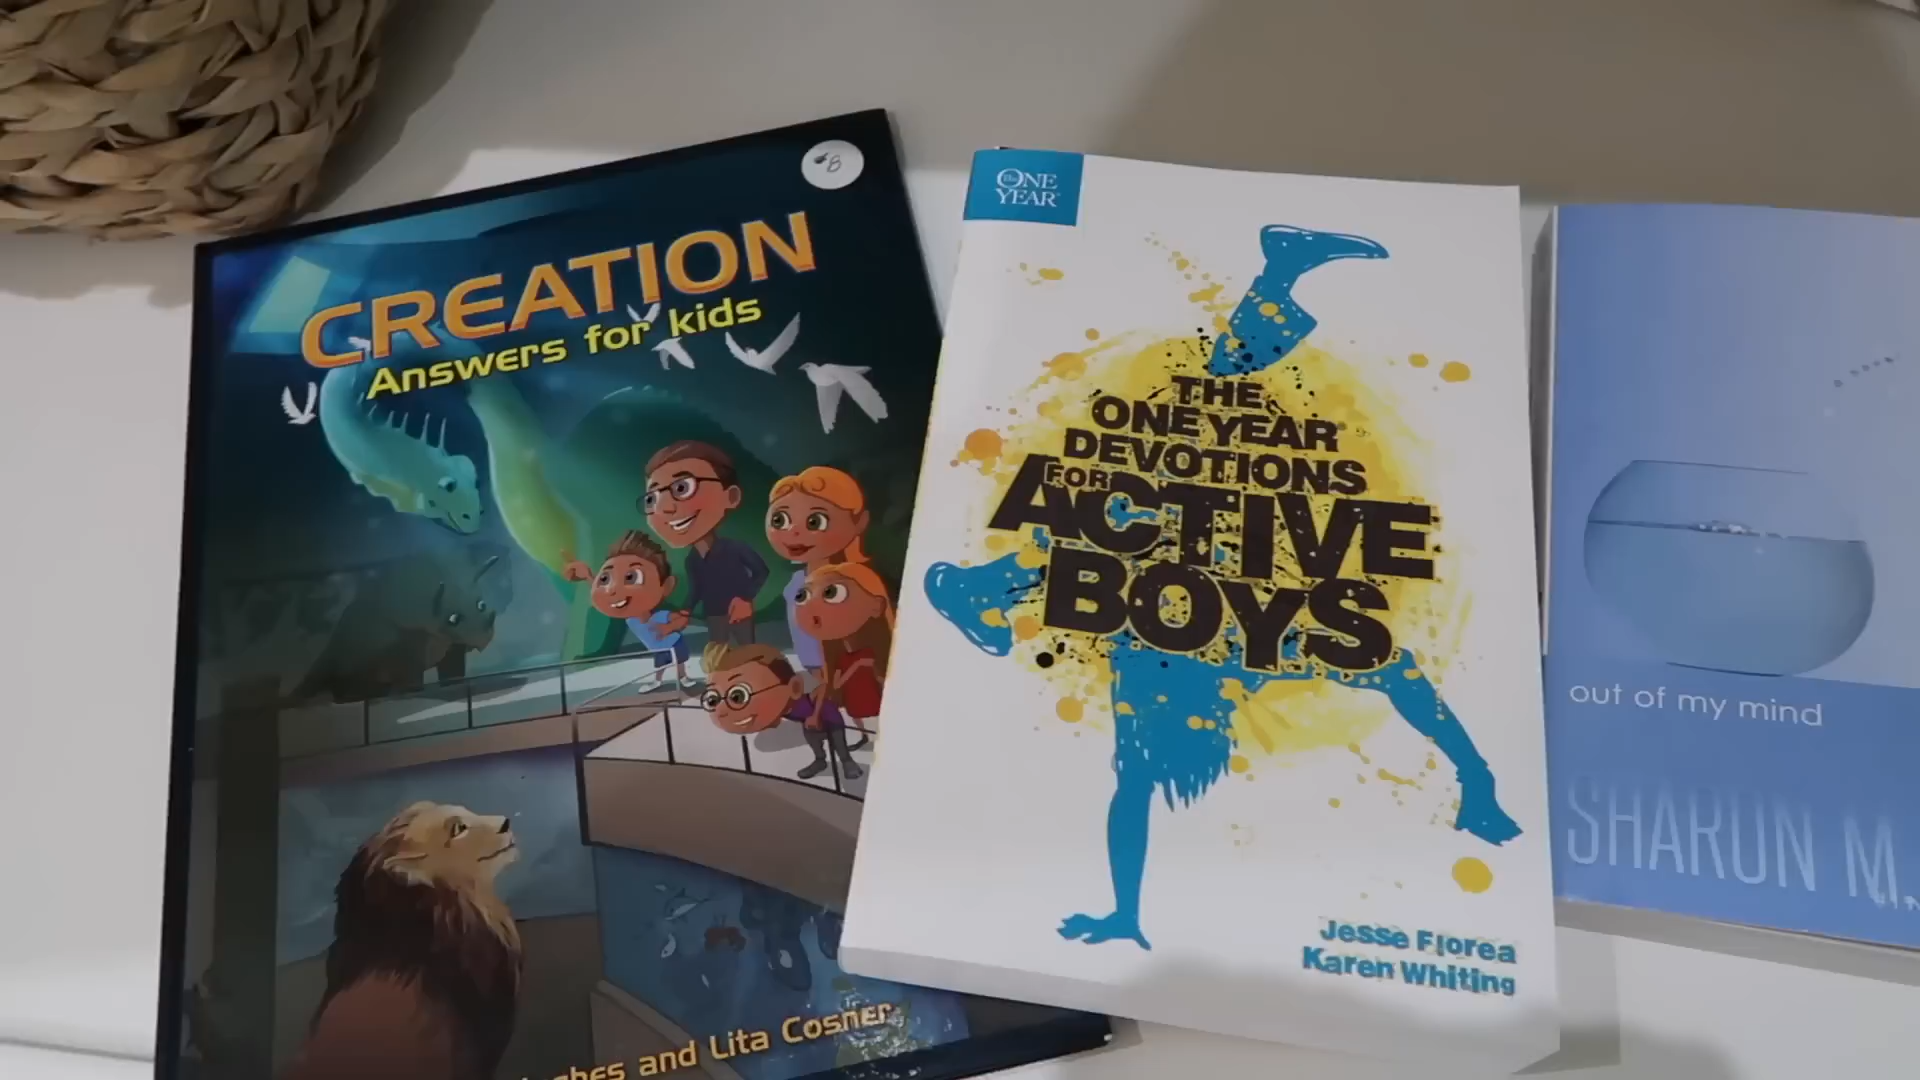 CREATION
Answers for kids
and Lita Cosner
The ONE
YEAR
THE
ONE YEAR
DEVOTIONS
FOR
ACTIVE
BOYS
Jesse Florea
Karen Whiting
out of my mind
SHARON M.